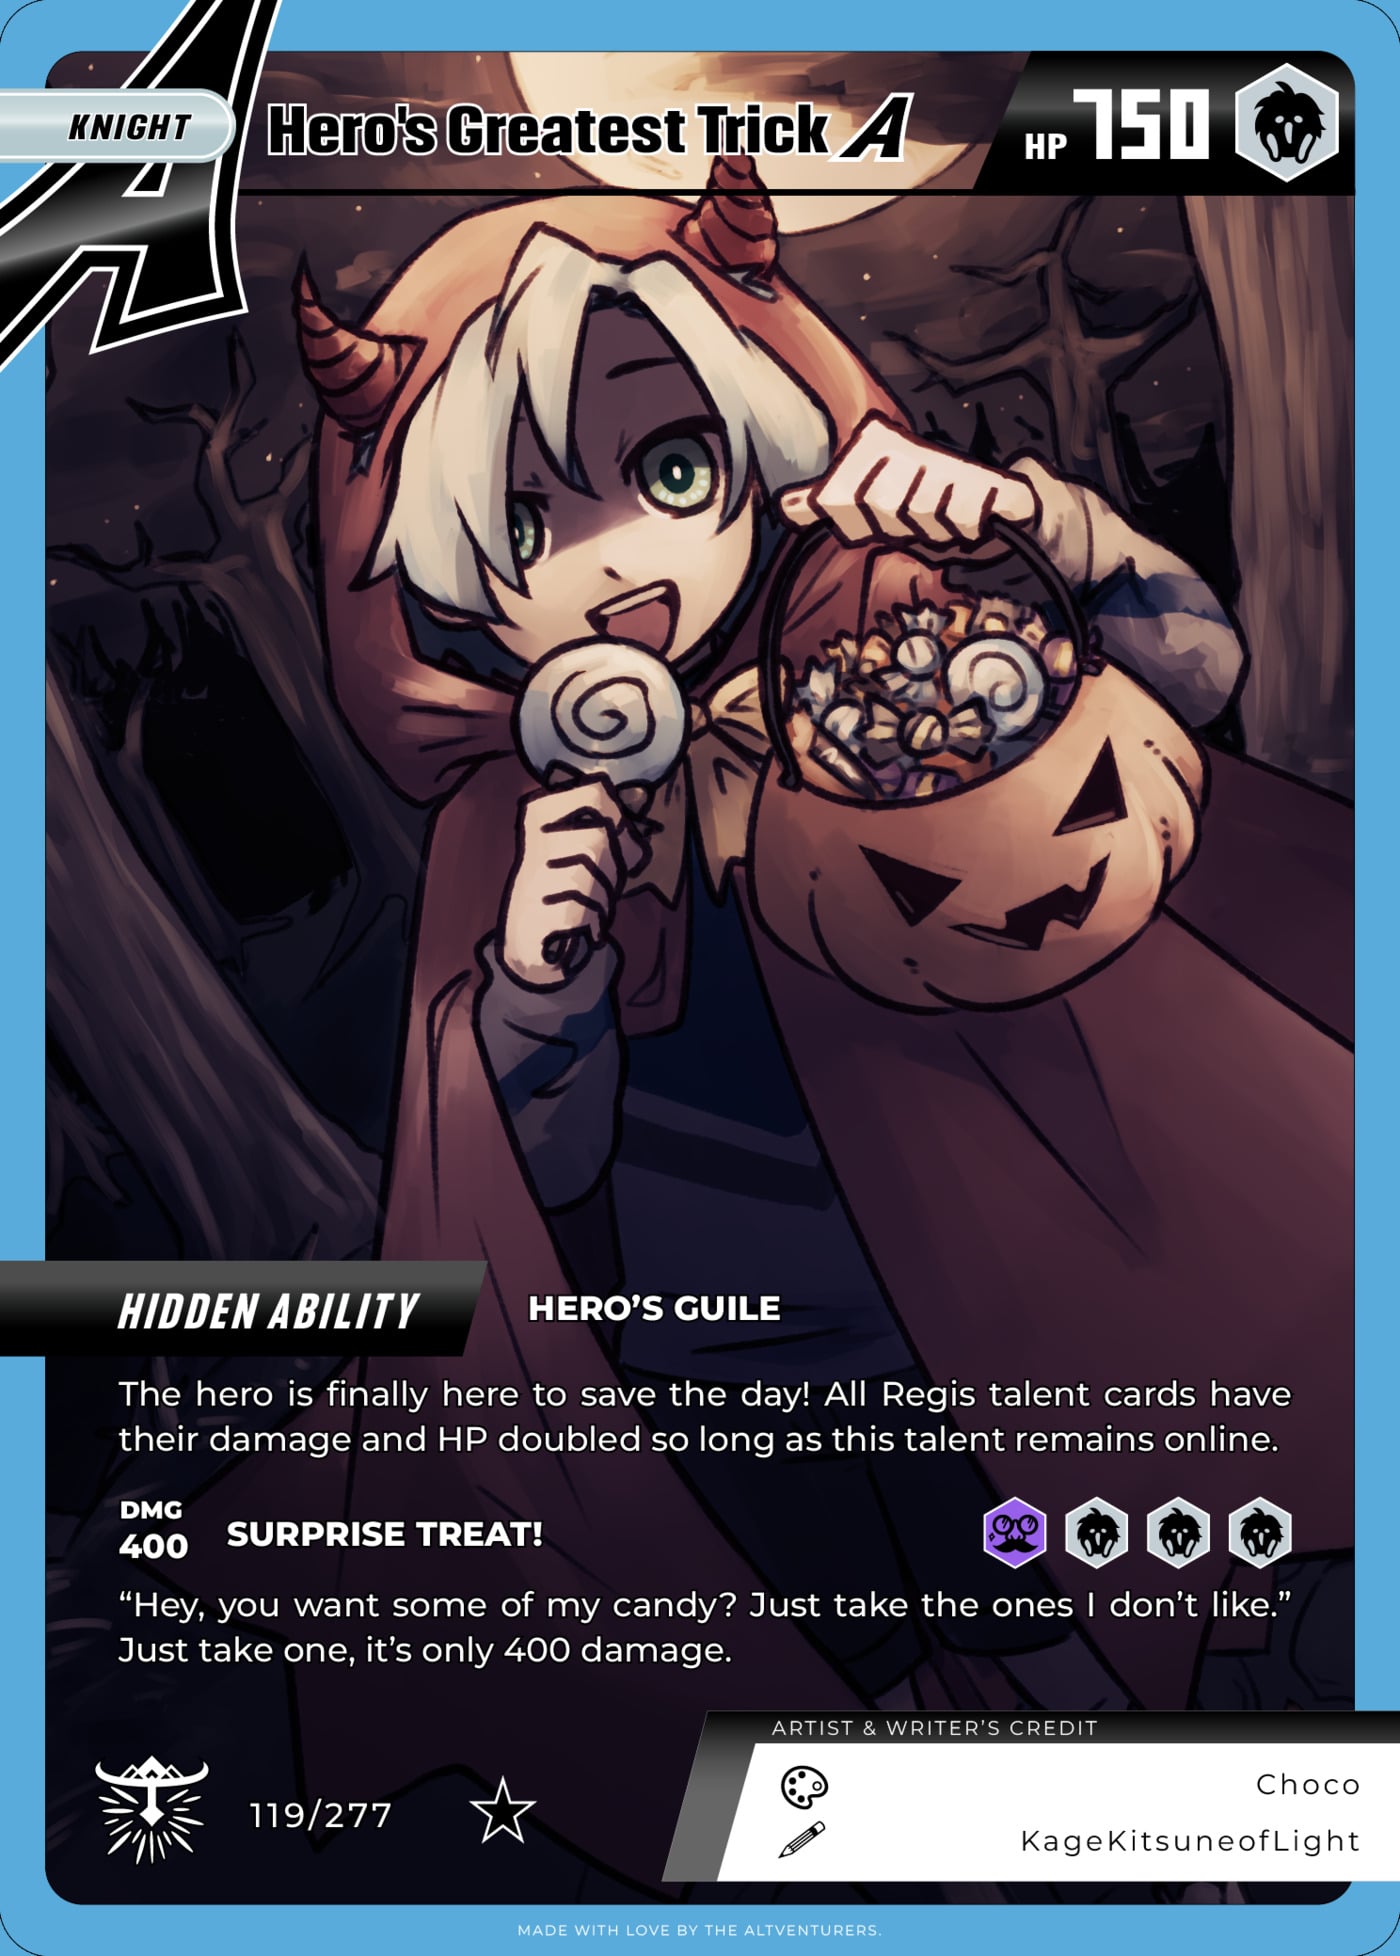 KNIGHT
Hero's Greatest Trick A
HP 750
HIDDEN ABILITY
HERO’S GUILE
The hero is finally here to save the day! All Regis talent cards have
their damage and HP doubled so long as this talent remains online.
DMG
400
SURPRISE TREAT!
“Hey, you want some of my candy? Just take the ones I don’t like.”
Just take one, it’s only 400 damage.
ARTIST & WRITER’S CREDIT
Choco
KageKitsuneofLight
119/277
MADE WITH LOVE BY THE ALTVENTURERS.